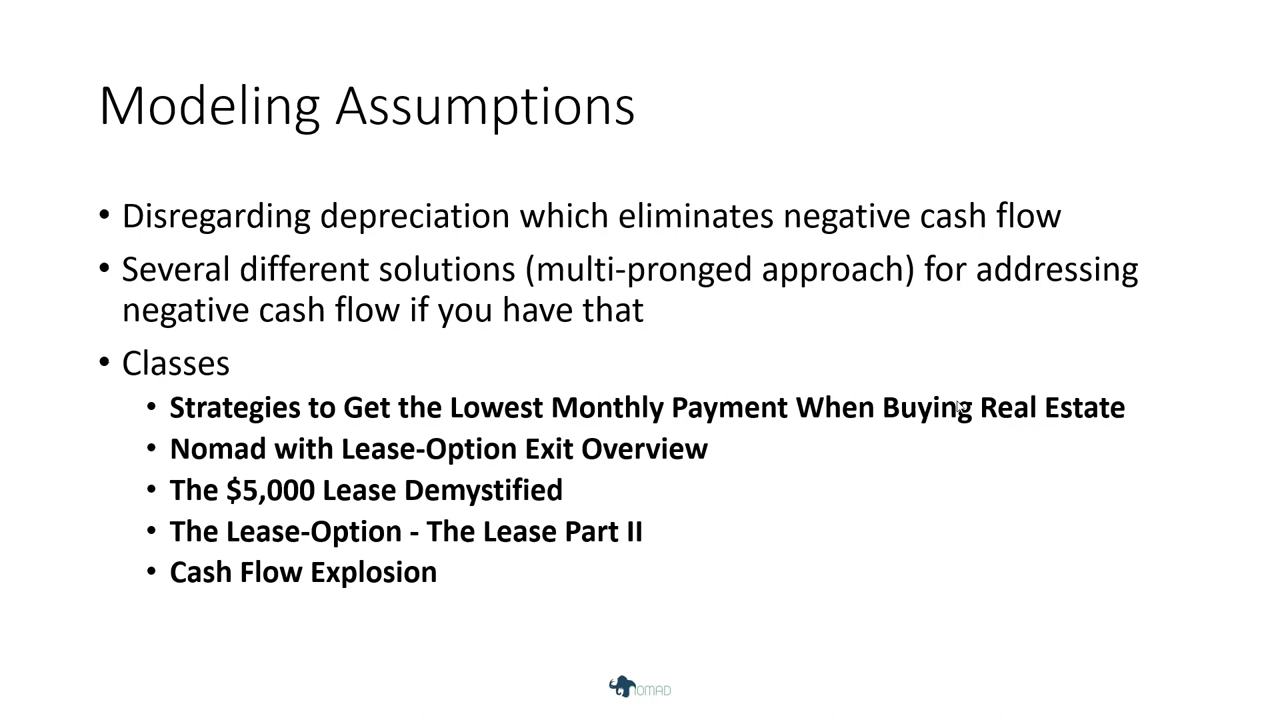 Modeling Assumptions
• Disregarding depreciation which eliminates negative cash flow
• Several different solutions (multi-pronged approach) for addressing
negative cash flow if you have that
• Classes
• Strategies to Get the Lowest Monthly Payment When Buying Real Estate
• Nomad with Lease-Option Exit Overview
• The $5,000 Lease Demystified
• The Lease-Option - The Lease Part II
• Cash Flow Explosion
NOMAD